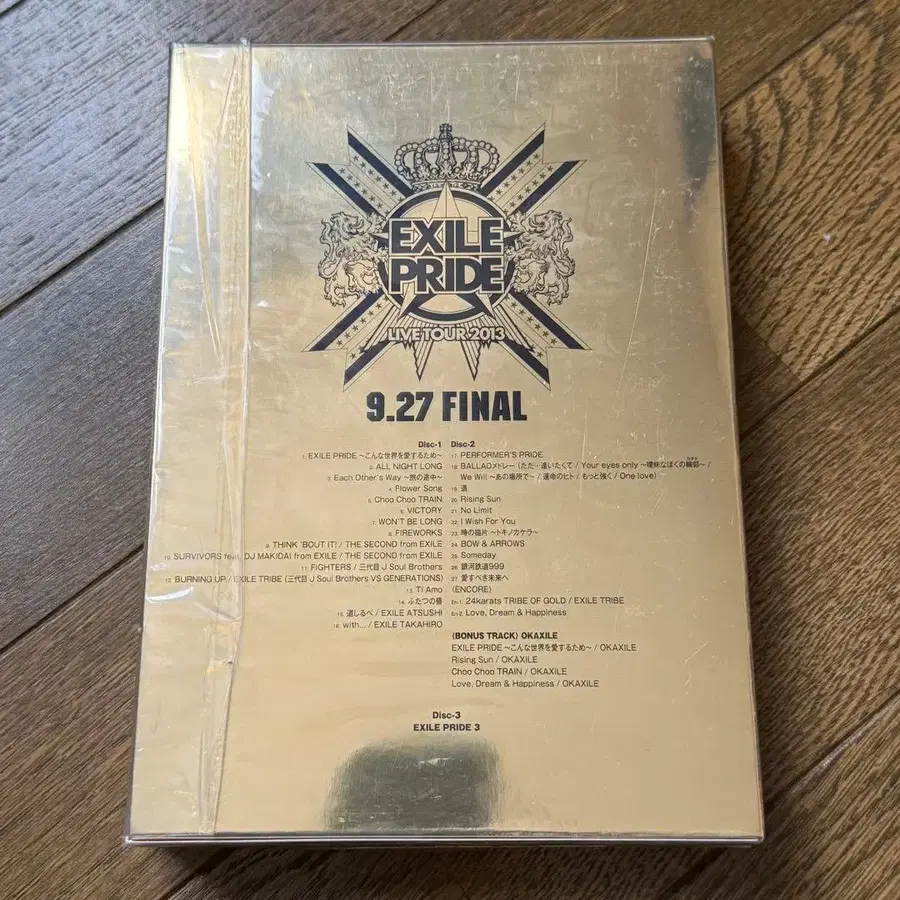 EXILE
PRIDE
LIVE TOUR 2013
9.27 FINAL
Disc-1
1. EXILE PRIDE ～こんな世界を愛するため～
2. ALL NIGHT LONG
3. Each Other's Way ～旅の途中～
4. Flower Song
5. Choo Choo TRAIN
6. VICTORY
7. WON'T BE LONG
8. FIREWORKS
9. THINK 'BOUT IT! / THE SECOND from EXILE
10. SURVIVORS feat. DJ MAKIDAI from EXILE / THE SECOND from EXILE
11. FIGHTERS / 三代目 J Soul Brothers
12. BURNING UP / EXILE TRIBE (三代目 J Soul Brothers VS GENERATIONS)
13. Ti Amo
14. ふたつの唇
15. 道しるべ / EXILE ATSUSHI
16. with... / EXILE TAKAHIRO
Disc-2
17. PERFORMER'S PRIDE
18. BALLADメドレー (ただ…逢いたくて / Your eyes only ～曖昧なぼくの輪郭～ /
We Will ～あの場所で～ / 運命のヒト / もっと強く / One love)
19. 道
20. Rising Sun
21. No Limit
22. I Wish For You
23. 時の描片 ～トキノカケラ～
24. BOW & ARROWS
25. Someday
26. 銀河鉄道999
27. 愛すべき未来へ
(ENCORE)
En-1. 24karats TRIBE OF GOLD / EXILE TRIBE
En-2. Love, Dream & Happiness
(BONUS TRACK) OKAXILE
EXILE PRIDE ～こんな世界を愛するため～ / OKAXILE
Rising Sun / OKAXILE
Choo Choo TRAIN / OKAXILE
Love, Dream & Happiness / OKAXILE
Disc-3
EXILE PRIDE 3